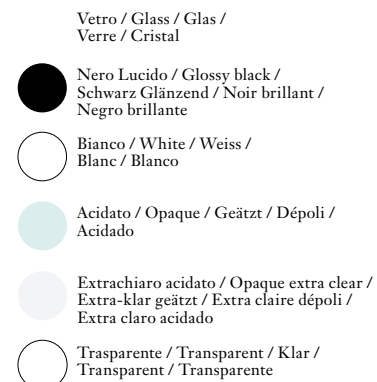 Vetro / Glass / Glas /
Verre / Cristal
Nero Lucido / Glossy black /
Schwarz Glänzend / Noir brillant /
Negro brillante
Bianco / White / Weiss /
Blanc / Blanco
Acidato / Opaque / Geätzt / Dépoli /
Acidado
Extrachiaro acidato / Opaque extra clear /
Extra-klar geätzt / Extra claire dépoli /
Extra claro acidado
Trasparente / Transparent / Klar /
Transparent / Transparente